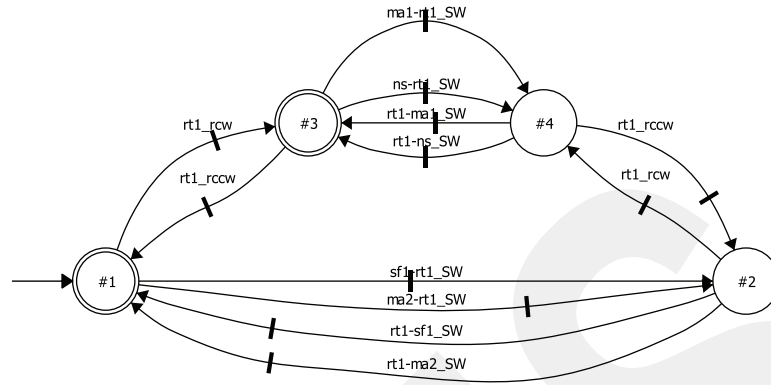 ma1-rt1_SW
ns-rt1_SW
rt1_rcw
#3
rt1-ma1_SW
#4
rt1_rccw
rt1-ns_SW
rt1_rccw
rt1_rcw
#1
sf1-rt1_SW
#2
ma2-rt1_SW
rt1-sf1_SW
rt1-ma2_SW